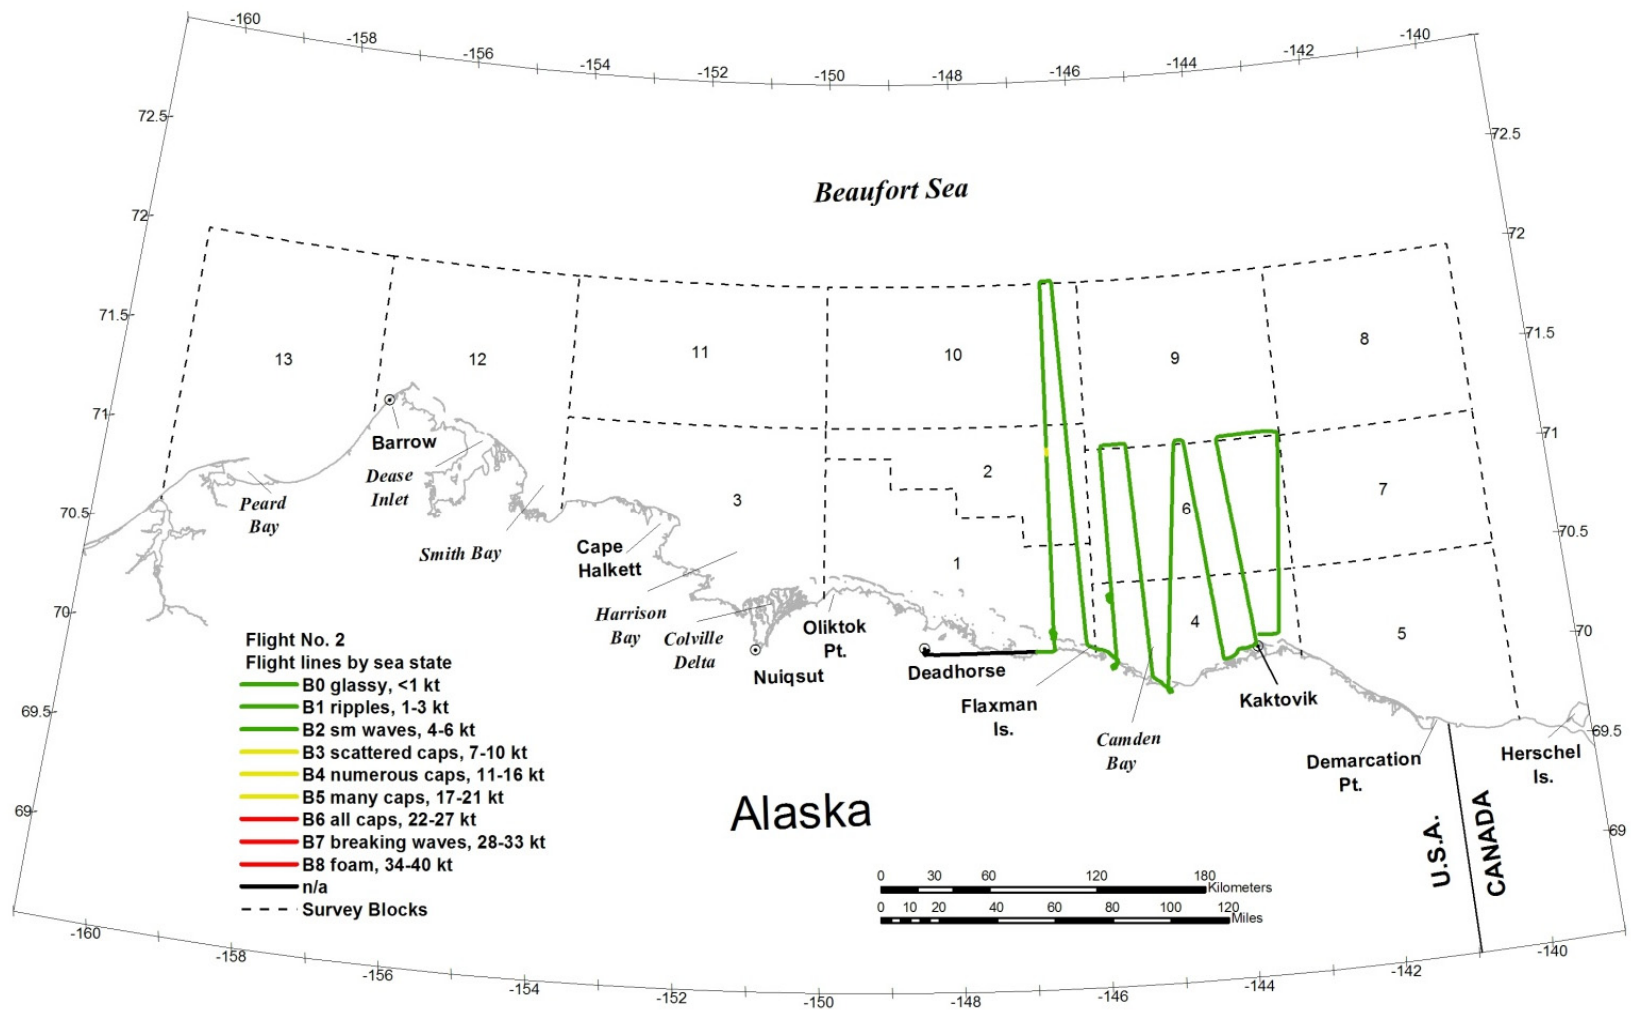 -160
-158
-156
-154
-152
-150
-148
-146
-144
-142
-140
72.5
72.5
Beaufort Sea
72
72
71.5
71.5
13
12
11
10
9
8
71
71
Barrow
Dease
Inlet
Peard
Bay
Smith Bay
3
2
6
7
70.5
70.5
Cape
Halkett
1
Harrison
Bay
Colville
Delta
Oliktok
Pt.
4
5
70
70
Nuiqsut
Deadhorse
Flaxman
Is.
Camden
Bay
Kaktovik
Demarcation
Pt.
Herschel
Is.
69.5
69.5
Flight No. 2
Flight lines by sea state
B0 glassy, <1 kt
B1 ripples, 1-3 kt
B2 sm waves, 4-6 kt
B3 scattered caps, 7-10 kt
B4 numerous caps, 11-16 kt
B5 many caps, 17-21 kt
B6 all caps, 22-27 kt
B7 breaking waves, 28-33 kt
B8 foam, 34-40 kt
n/a
Survey Blocks
Alaska
U.S.A.
CANADA
69
69
0 30 60 120 180
Kilometers
0 10 20 40 60 80 100 120
Miles
-160
-158
-156
-154
-152
-150
-148
-146
-144
-142
-140